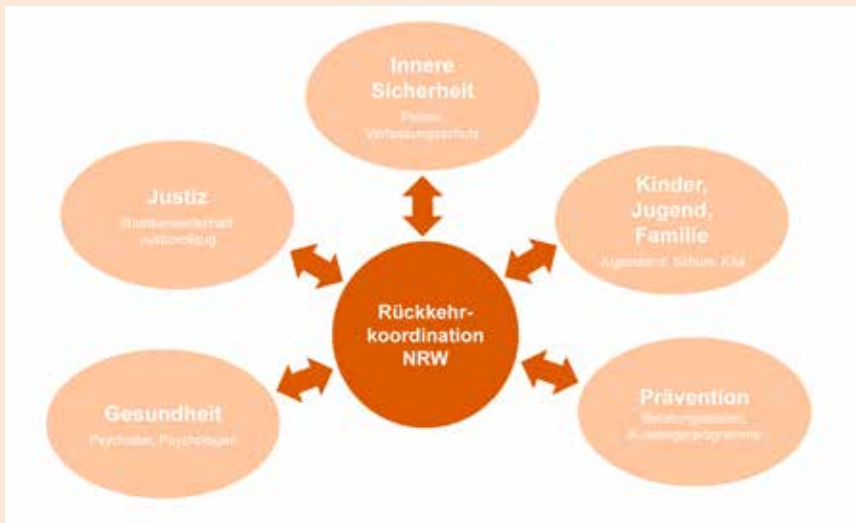 Innere
Sicherheit
Polizei,
Verfassungsschutz
Justiz
Staatsanwaltschaft
Justizvollzug
Kinder,
Jugend,
Familie
Jugendamt, Schule, Kita
Rückkehr-
koordination
NRW
Gesundheit
Psychiater, Psychologen
Prävention
Beratungsstellen,
Aussteigerprogramme